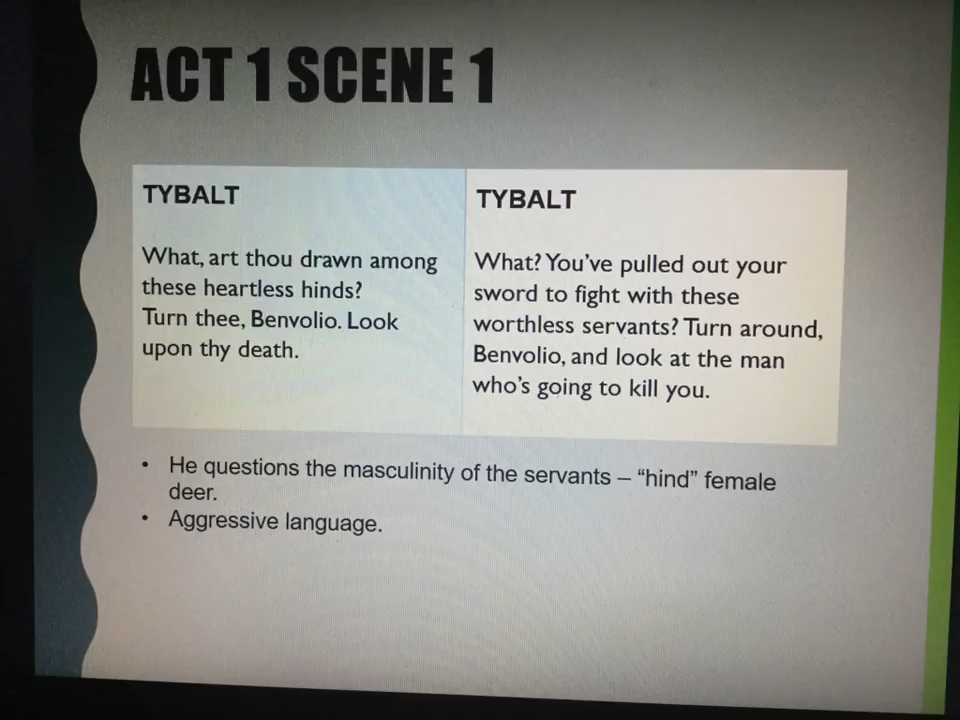 ACT 1 SCENE 1
TYBALT
What, art thou drawn among
these heartless hinds?
Turn thee, Benvolio. Look
upon thy death.
TYBALT
What? You've pulled out your
sword to fight with these
worthless servants? Turn around,
Benvolio, and look at the man
who's going to kill you.
• He questions the masculinity of the servants – “hind” female
deer.
• Aggressive language.